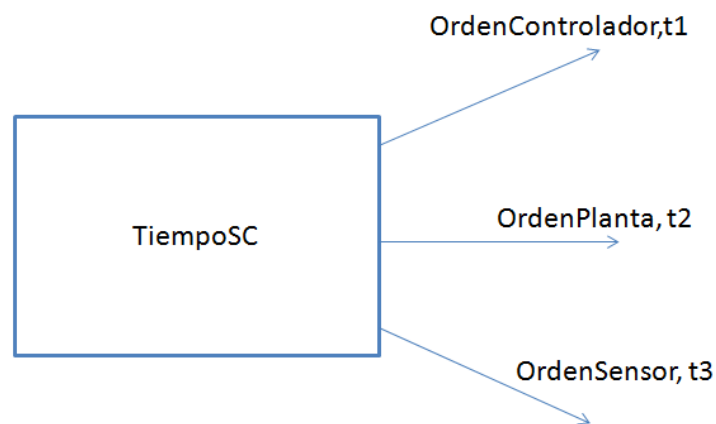 OrdenControlador,t1
OrdenPlanta, t2
TiempoSC
OrdenSensor, t3